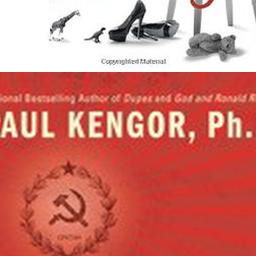 Copyrighted Material
ional Bestselling Author of Dupes and God and Ronald R
AUL KENGOR, Ph.